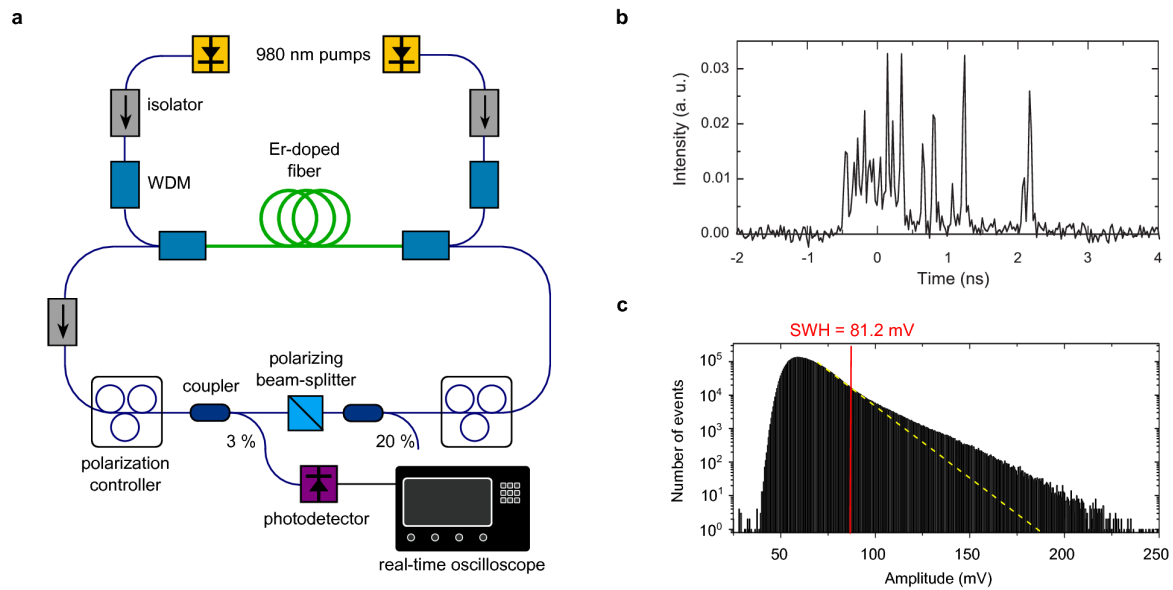 a
980 nm pumps
isolator
WDM
Er-doped
fiber
polarizing
beam-splitter
coupler
3 %
20 %
polarization
controller
photodetector
real-time oscilloscope
b
Intensity (a. u.)
0.03
0.02
0.01
0.00
-2 -1 0 1 2 3 4
Time (ns)
c
SWH = 81.2 mV
Number of events
10⁵
10⁴
10³
10²
10¹
10⁰
50 100 150 200 250
Amplitude (mV)